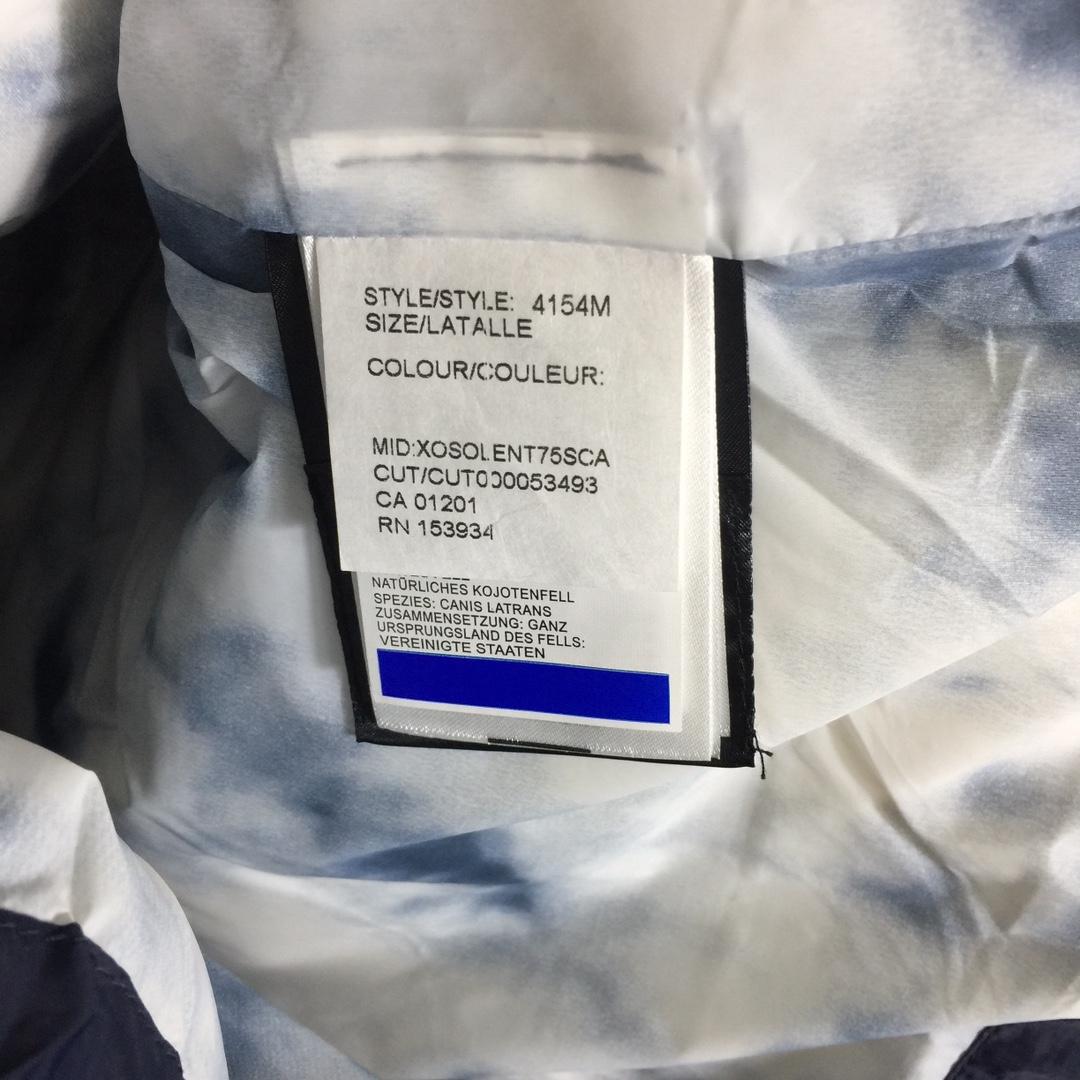 STYLE/STYLE: 4154M
SIZE/LATALLE
COLOUR/COULEUR:
MID:XOSOLENT75SCA
CUT/CUT000053493
CA 01201
RN 153934
NATÜRLICHES KOJOTENFELL
SPEZIES: CANIS LATRANS
ZUSAMMENSETZUNG: GANZ
URSPRUNGSLAND DES FELLS:
VEREINIGTE STAATEN